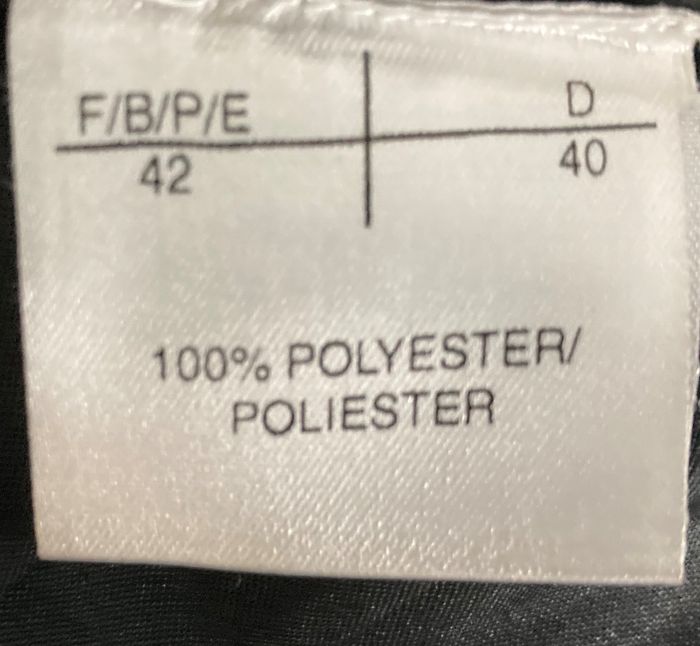 F/B/P/E D
42 40
100% POLYESTER/
POLIESTER